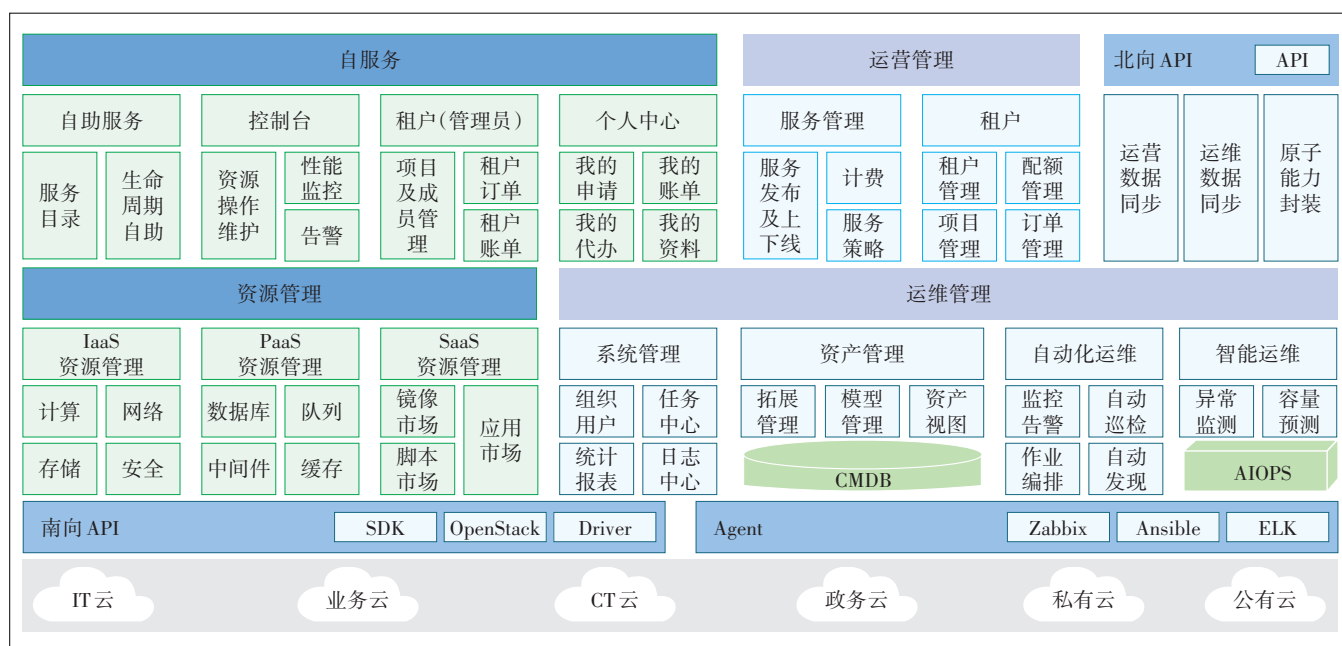 自服务
运营管理
北向 API
API
自助服务
控制台
租户(管理员)
个人中心
服务管理
租户
服务
目录
生命
周期
自助
资源
操作
维护
性能
监控
告警
项目
及成
员管
理
租户
订单
租户
账单
我的
申请
我的
账单
我的
代办
我的
资料
服务
发布
及上
下线
计费
服务
策略
租户
管理
配额
管理
项目
管理
订单
管理
运营
数据
同步
运维
数据
同步
原子
能力
封装
资源管理
运维管理
IaaS
资源管理
PaaS
资源管理
SaaS
资源管理
系统管理
资产管理
自动化运维
智能运维
计算
网络
存储
安全
数据库
队列
中间件
缓存
镜像
市场
脚本
市场
应用
市场
组织
用户
任务
中心
统计
报表
日志
中心
拓展
管理
模型
管理
资产
视图
CMDB
监控
告警
自动
巡检
作业
编排
自动
发现
异常
监测
容量
预测
AIOPS
南向 API
SDK
OpenStack
Driver
Agent
Zabbix
Ansible
ELK
IT 云
业务云
CT 云
政务云
私有云
公有云